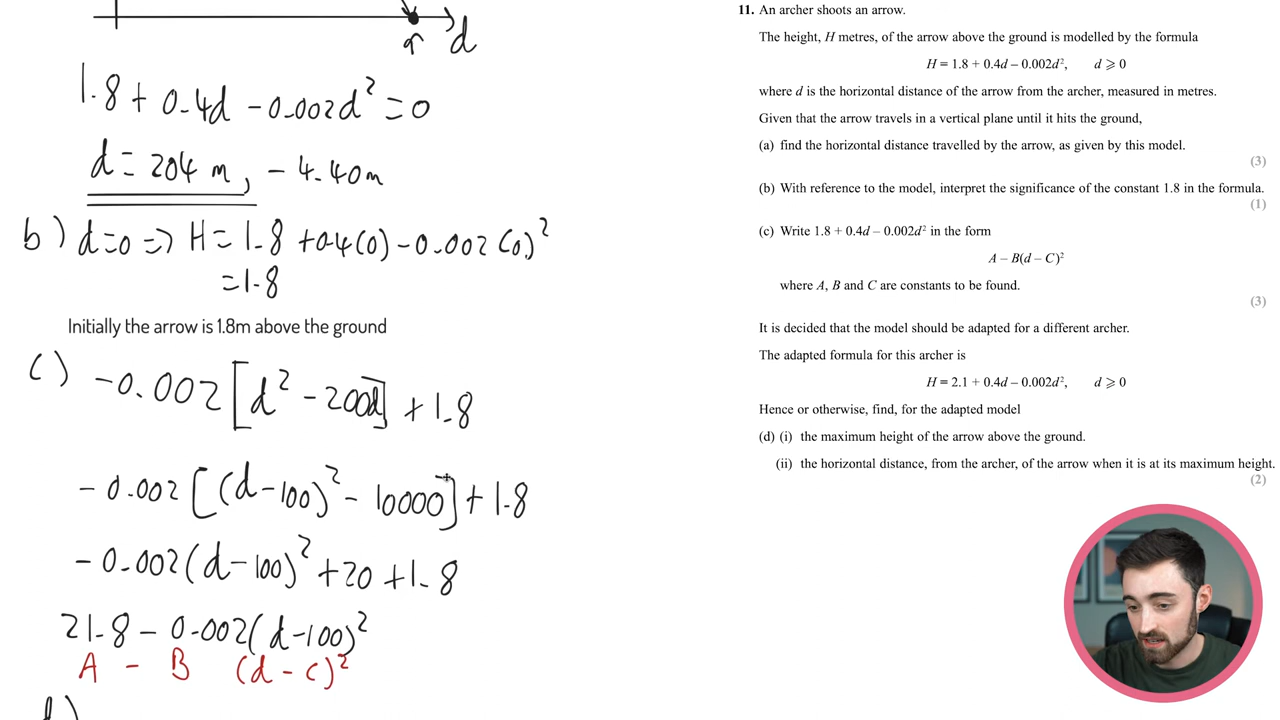 d
1.8 + 0.4d - 0.002d² = 0
d = 204 m, - 4.40m
b) d=0 => H = 1.8 + 0.4(0) - 0.002(0)²
= 1.8
Initially the arrow is 1.8m above the ground
c) -0.002[d² - 200d] + 1.8
- 0.002[(d-100)² - 10000] + 1.8
- 0.002(d-100)² + 20 + 1.8
21.8 - 0.002(d-100)²
A - B (d - C)²
11. An archer shoots an arrow.
The height, H metres, of the arrow above the ground is modelled by the formula
H = 1.8 + 0.4d – 0.002d², d ⩾ 0
where d is the horizontal distance of the arrow from the archer, measured in metres.
Given that the arrow travels in a vertical plane until it hits the ground,
(a) find the horizontal distance travelled by the arrow, as given by this model.
(3)
(b) With reference to the model, interpret the significance of the constant 1.8 in the formula.
(1)
(c) Write 1.8 + 0.4d – 0.002d² in the form
A – B(d – C)²
where A, B and C are constants to be found.
(3)
It is decided that the model should be adapted for a different archer.
The adapted formula for this archer is
H = 2.1 + 0.4d – 0.002d², d ⩾ 0
Hence or otherwise, find, for the adapted model
(d) (i) the maximum height of the arrow above the ground.
(ii) the horizontal distance, from the archer, of the arrow when it is at its maximum height.
(2)